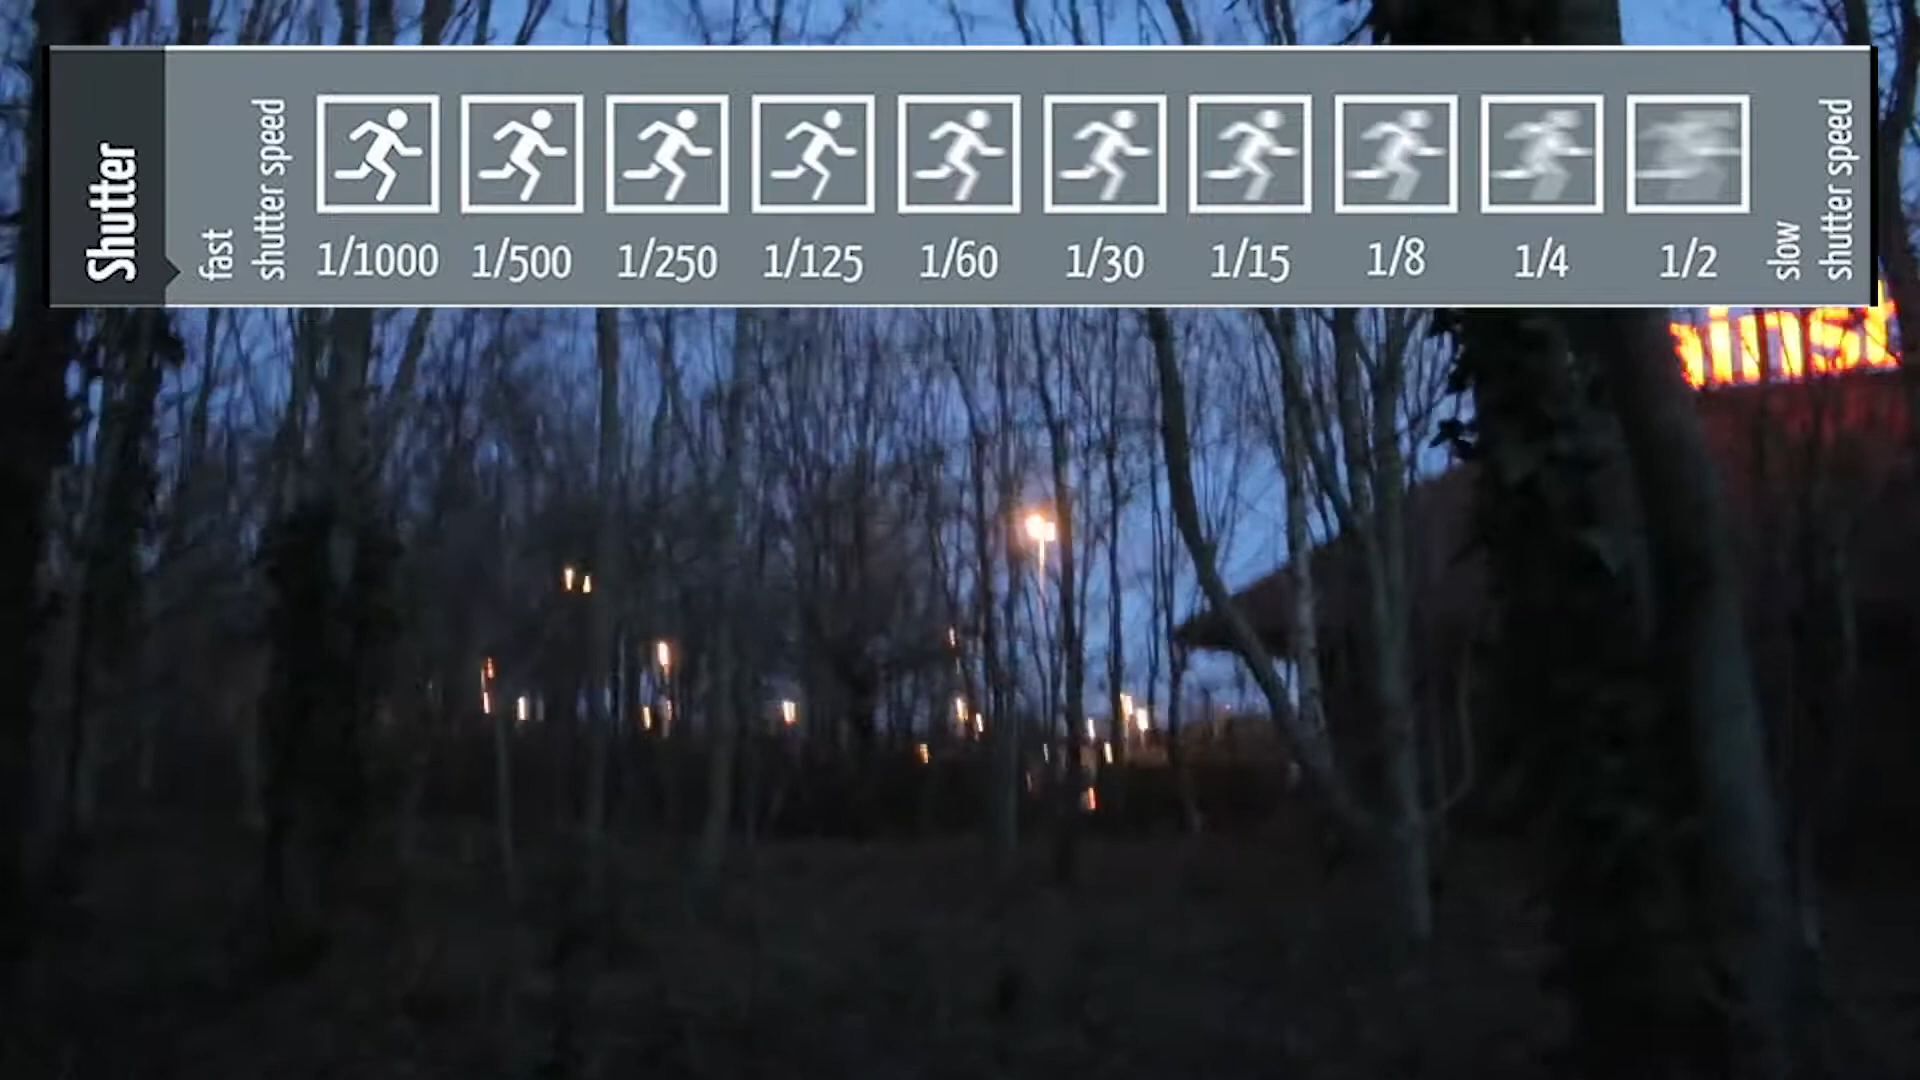 Shutter
fast
shutter speed
1/1000 1/500 1/250 1/125 1/60 1/30 1/15 1/8 1/4 1/2
slow
shutter speed